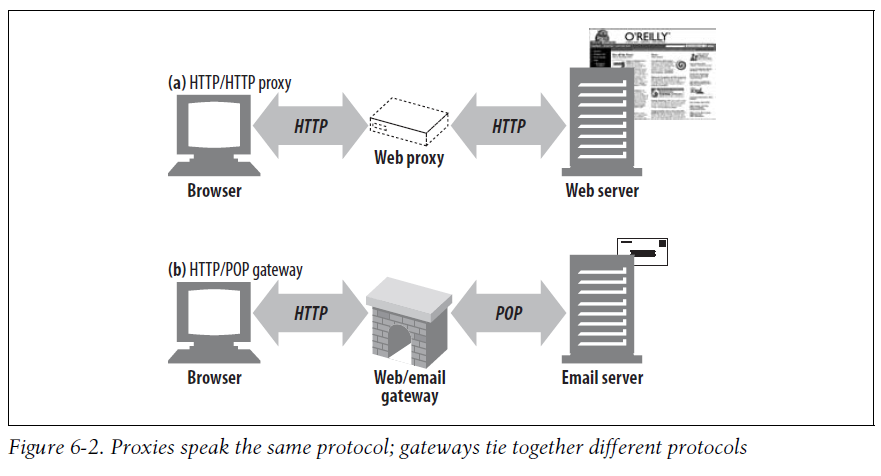 O'REILLY
(a) HTTP/HTTP proxy
HTTP
HTTP
Web proxy
Browser
Web server
(b) HTTP/POP gateway
HTTP
POP
Browser
Web/email
gateway
Email server
Figure 6-2. Proxies speak the same protocol; gateways tie together different protocols